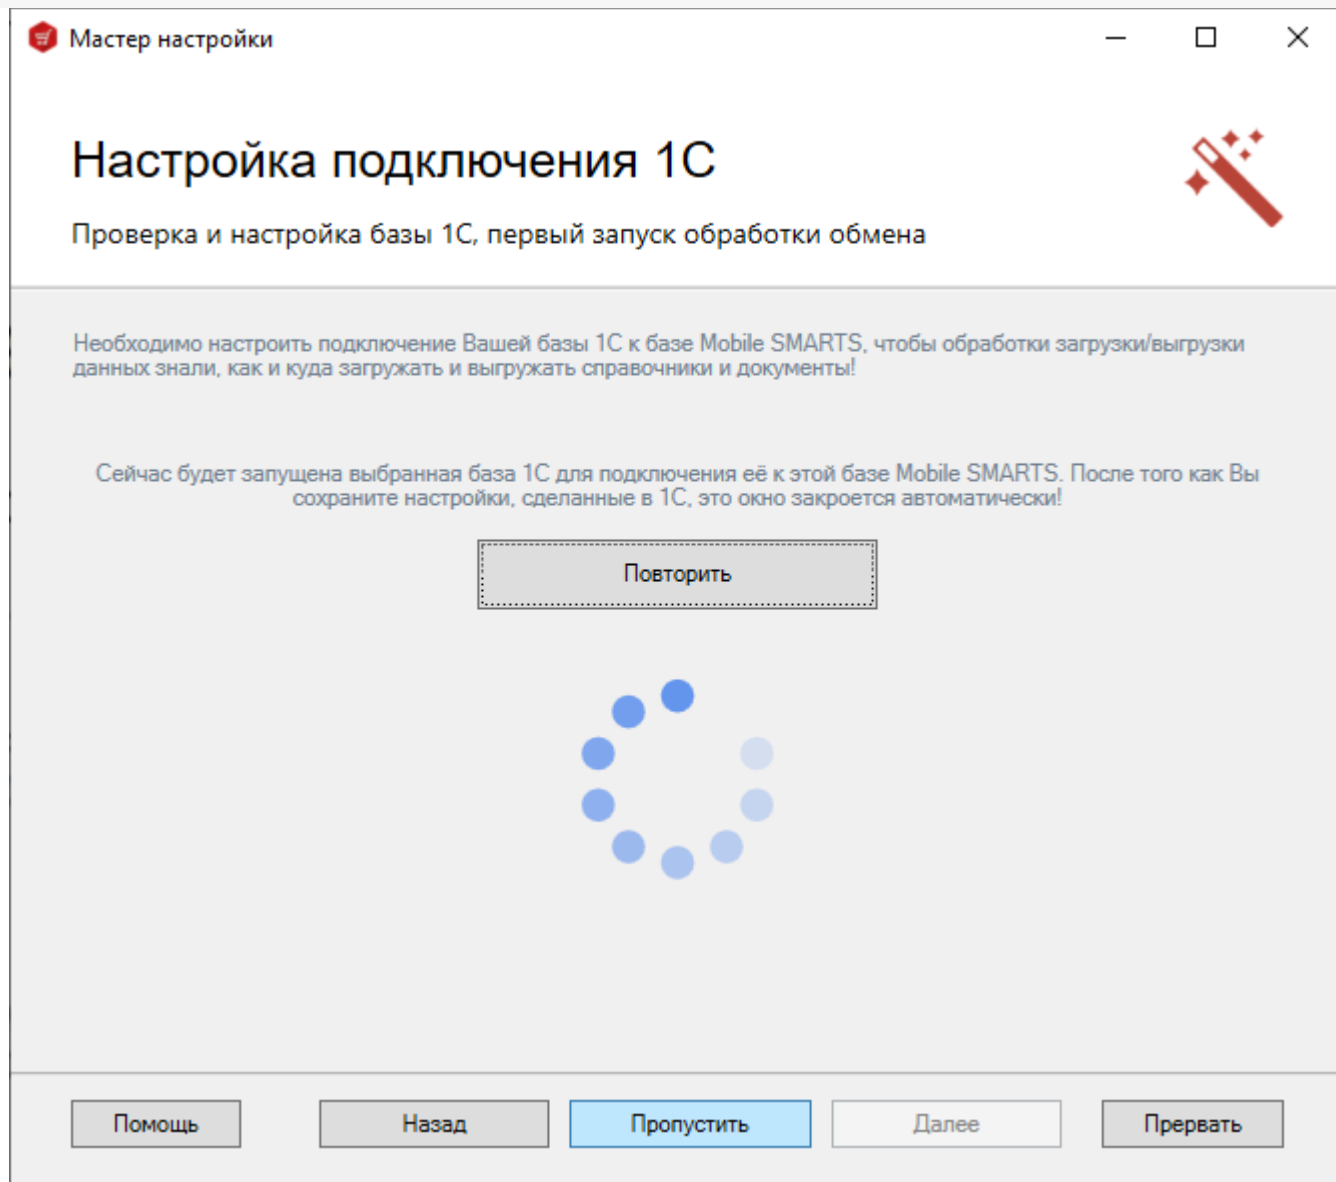 Мастер настройки
Настройка подключения 1С
Проверка и настройка базы 1С, первый запуск обработки обмена
Необходимо настроить подключение Вашей базы 1С к базе Mobile SMARTS, чтобы обработки загрузки/выгрузки
данных знали, как и куда загружать и выгружать справочники и документы!
Сейчас будет запущена выбранная база 1С для подключения её к этой базе Mobile SMARTS. После того как Вы
сохраните настройки, сделанные в 1С, это окно закроется автоматически!
Повторить
Помощь
Назад
Пропустить
Далее
Прервать